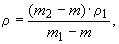 ρ = (m₂ − m) · ρ₁ / (m₁ − m) ,